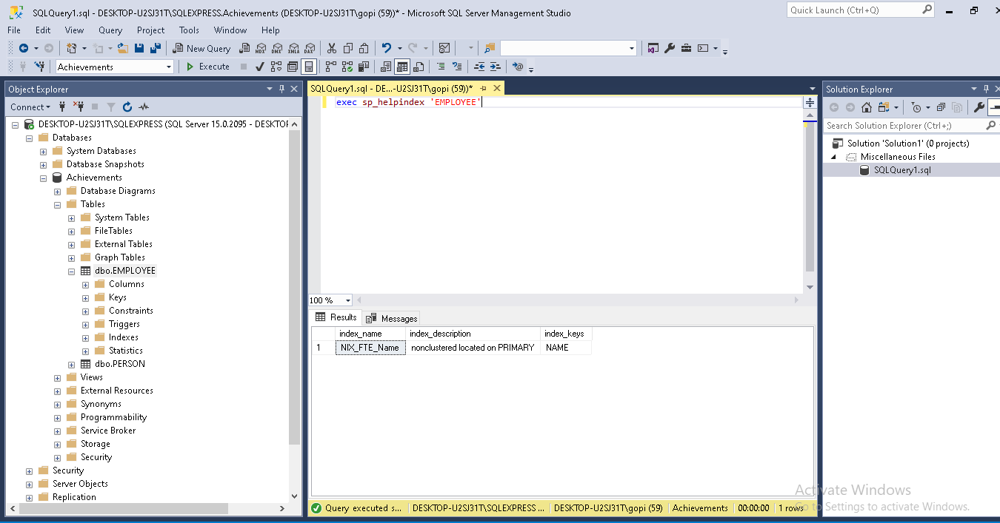 SQLQuery1.sql - DESKTOP-U2SJ31T\SQLEXPRESS.Achievements (DESKTOP-U2SJ31T\gopi (59))* - Microsoft SQL Server Management Studio
Quick Launch (Ctrl+Q)
File Edit View Query Project Tools Window Help
New Query MDX DMX XMLA DAX
Achievements Execute
Object Explorer
Connect
DESKTOP-U2SJ31T\SQLEXPRESS (SQL Server 15.0.2095 - DESKTOP
Databases
System Databases
Database Snapshots
Achievements
Database Diagrams
Tables
System Tables
FileTables
External Tables
Graph Tables
dbo.EMPLOYEE
Columns
Keys
Constraints
Triggers
Indexes
Statistics
dbo.PERSON
Views
External Resources
Synonyms
Programmability
Service Broker
Storage
Security
Security
Server Objects
Replication
SQLQuery1.sql - DE...-U2SJ31T\gopi (59))*
exec sp_helpindex 'EMPLOYEE'
100 %
Results Messages
index_name index_description index_keys
1 NIX_FTE_Name nonclustered located on PRIMARY NAME
Query executed s... DESKTOP-U2SJ31T\SQLEXPRESS ... DESKTOP-U2SJ31T\gopi (59) Achievements 00:00:00 1 rows
Solution Explorer
Search Solution Explorer (Ctrl+;)
Solution 'Solution1' (0 projects)
Miscellaneous Files
SQLQuery1.sql
Activate Windows
Go to Settings to activate Windows.